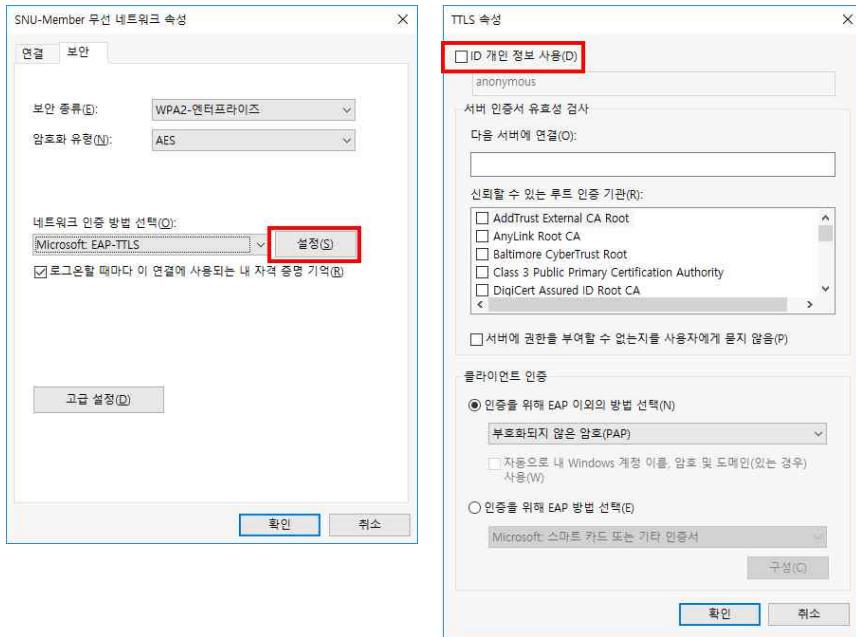 SNU-Member 무선 네트워크 속성
연결
보안
보안 종류(E):
WPA2-엔터프라이즈
암호화 유형(N):
AES
네트워크 인증 방법 선택(O):
Microsoft: EAP-TTLS
설정(S)
로그온할 때마다 이 연결에 사용되는 내 자격 증명 기억(R)
고급 설정(D)
확인
취소
TTLS 속성
ID 개인 정보 사용(D)
anonymous
서버 인증서 유효성 검사
다음 서버에 연결(O):
신뢰할 수 있는 루트 인증 기관(R):
AddTrust External CA Root
AnyLink Root CA
Baltimore CyberTrust Root
Class 3 Public Primary Certification Authority
DigiCert Assured ID Root CA
서버에 권한을 부여할 수 없는지를 사용자에게 묻지 않음(P)
클라이언트 인증
인증을 위해 EAP 이외의 방법 선택(N)
부호화되지 않은 암호(PAP)
자동으로 내 Windows 계정 이름, 암호 및 도메인(있는 경우)
사용(W)
인증을 위해 EAP 방법 선택(E)
Microsoft: 스마트 카드 또는 기타 인증서
구성(C)
확인
취소